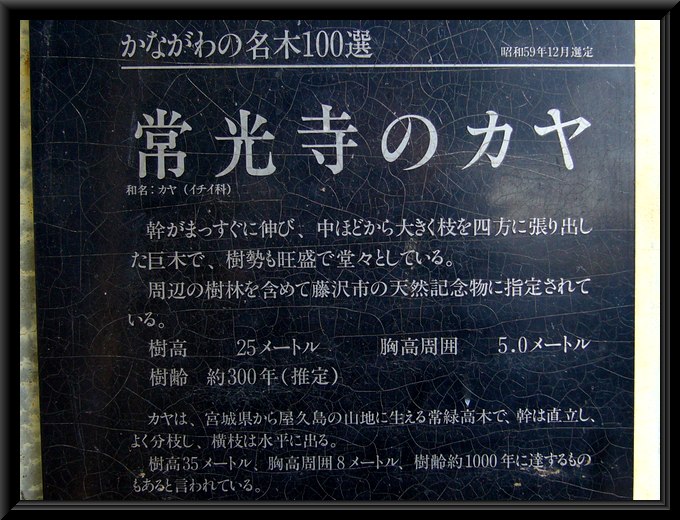 かながわの名木100選
昭和59年12月選定
常光寺のカヤ
和名:カヤ(イチイ科)
幹がまっすぐに伸び、中ほどから大きく枝を四方に張り出し
た巨木で、樹勢も旺盛で堂々としている。
周辺の樹林を含めて藤沢市の天然記念物に指定されて
いる。
樹高 25メートル 胸高周囲 5.0メートル
樹齢 約300年(推定)
カヤは、宮城県から屋久島の山地に生える常緑高木で、幹は直立し、
よく分枝し、横枝は水平に出る。
樹高35メートル、胸高周囲8メートル、樹齢約1000年に達するもの
もあると言われている。